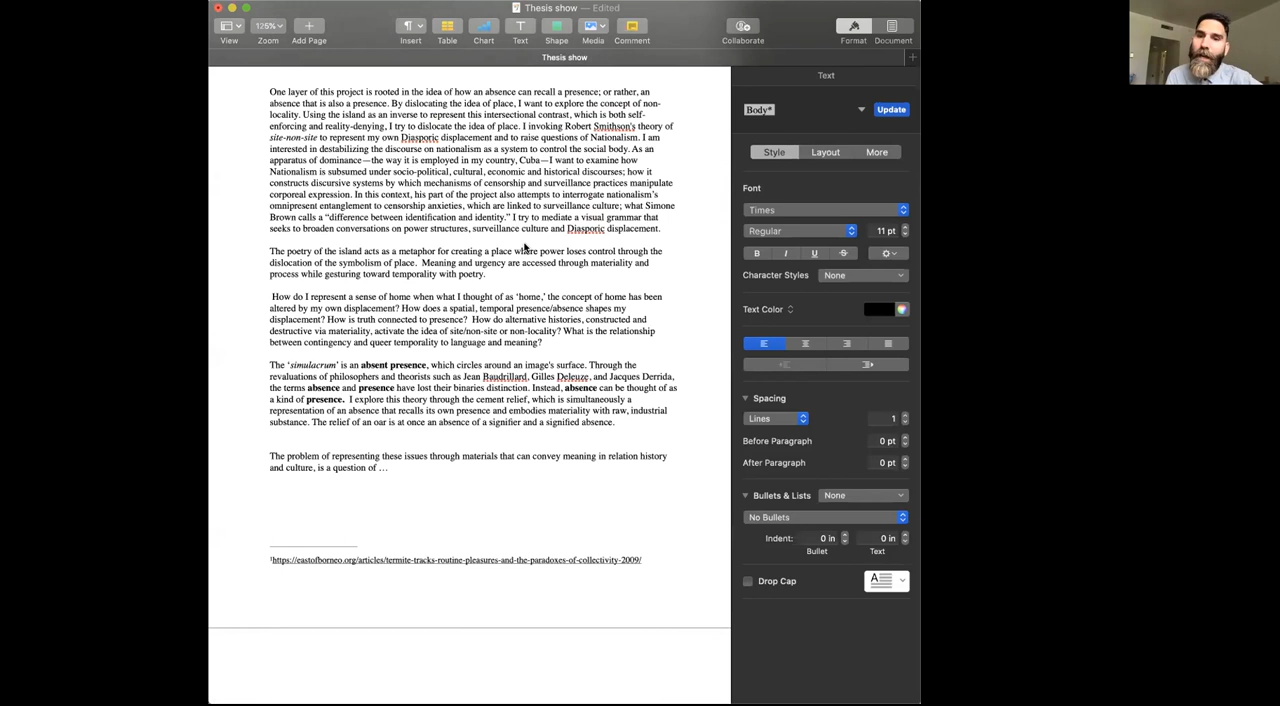 Thesis show — Edited
View
125%
Zoom
Add Page
Insert
Table
Chart
Text
Shape
Media
Comment
Collaborate
Format
Document
Thesis show
One layer of this project is rooted in the idea of how an absence can recall a presence; or rather, an
absence that is also a presence. By dislocating the idea of place, I want to explore the concept of non-
locality. Using the island as an inverse to represent this intersectional contrast, which is both self-
enforcing and reality-denying, I try to dislocate the idea of place. I invoking Robert Smithson's theory of
site-non-site to represent my own Diasporic displacement and to raise questions of Nationalism. I am
interested in destabilizing the discourse on nationalism as a system to control the social body. As an
apparatus of dominance—the way it is employed in my country, Cuba—I want to examine how
Nationalism is subsumed under socio-political, cultural, economic and historical discourses; how it
constructs discursive systems by which mechanisms of censorship and surveillance practices manipulate
corporeal expression. In this context, his part of the project also attempts to interrogate nationalism's
omnipresent entanglement to censorship anxieties, which are linked to surveillance culture; what Simone
Brown calls a “difference between identification and identity.” I try to mediate a visual grammar that
seeks to broaden conversations on power structures, surveillance culture and Diasporic displacement.
The poetry of the island acts as a metaphor for creating a place where power loses control through the
dislocation of the symbolism of place. Meaning and urgency are accessed through materiality and
process while gesturing toward temporality with poetry.
How do I represent a sense of home when what I thought of as ‘home,’ the concept of home has been
altered by my own displacement? How does a spatial, temporal presence/absence shapes my
displacement? How is truth connected to presence? How do alternative histories, constructed and
destructive via materiality, activate the idea of site/non-site or non-locality? What is the relationship
between contingency and queer temporality to language and meaning?
The ‘simulacrum’ is an absent presence, which circles around an image's surface. Through the
revaluations of philosophers and theorists such as Jean Baudrillard, Gilles Deleuze, and Jacques Derrida,
the terms absence and presence have lost their binaries distinction. Instead, absence can be thought of as
a kind of presence. I explore this theory through the cement relief, which is simultaneously a
representation of an absence that recalls its own presence and embodies materiality with raw, industrial
substance. The relief of an oar is at once an absence of a signifier and a signified absence.
The problem of representing these issues through materials that can convey meaning in relation history
and culture, is a question of …
1https://eastofborneo.org/articles/termite-tracks-routine-pleasures-and-the-paradoxes-of-collectivity-2009/
Text
Body*
Update
Style
Layout
More
Font
Times
Regular
11 pt
B I U S
Character Styles
None
Text Color
Spacing
Lines
1
Before Paragraph
0 pt
After Paragraph
0 pt
Bullets & Lists
None
No Bullets
Indent:
0 in
0 in
Bullet
Text
Drop Cap
A